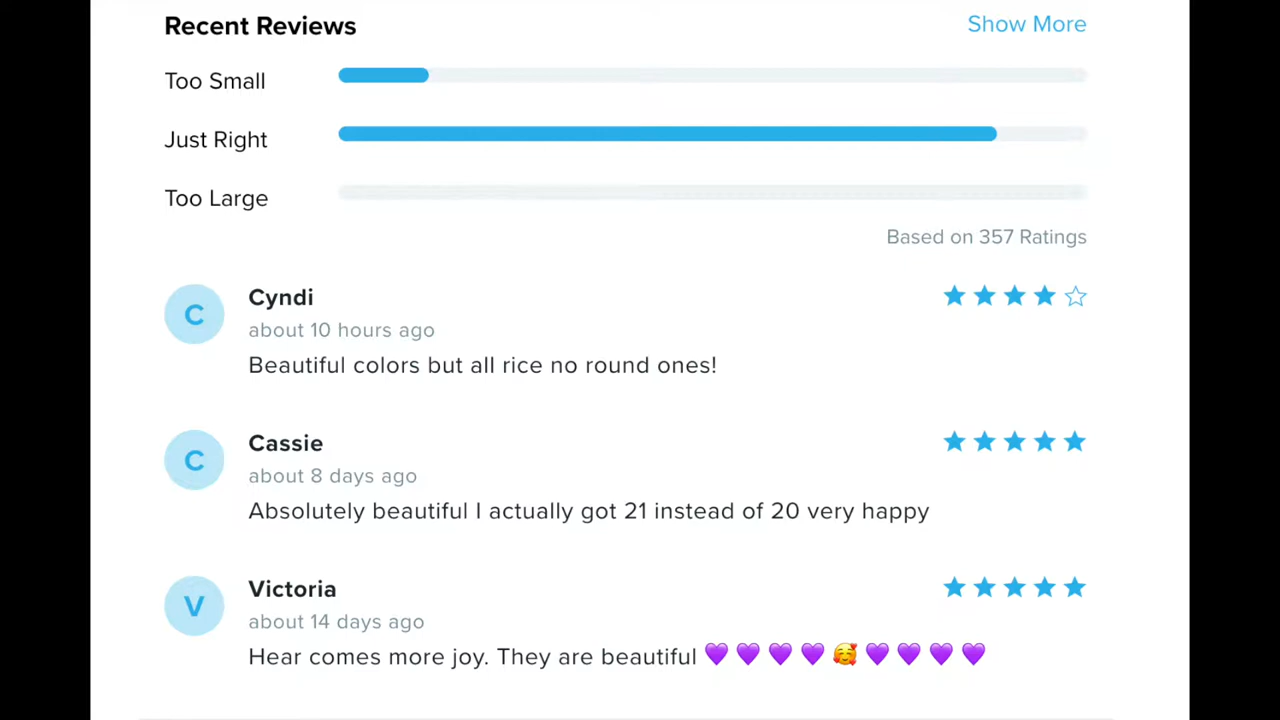 Recent Reviews Show More
Too Small
Just Right
Too Large
Based on 357 Ratings
C Cyndi
about 10 hours ago
Beautiful colors but all rice no round ones!
C Cassie
about 8 days ago
Absolutely beautiful I actually got 21 instead of 20 very happy
V Victoria
about 14 days ago
Hear comes more joy. They are beautiful 💜 💜 💜 💜 🥰 💜 💜 💜 💜